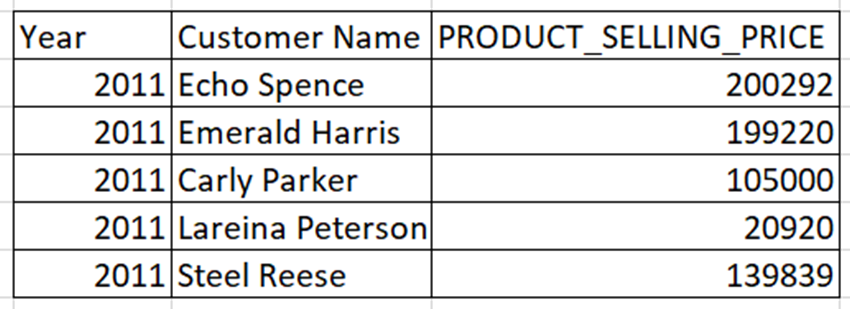 Year Customer Name PRODUCT_SELLING_PRICE
2011 Echo Spence 200292
2011 Emerald Harris 199220
2011 Carly Parker 105000
2011 Lareina Peterson 20920
2011 Steel Reese 139839